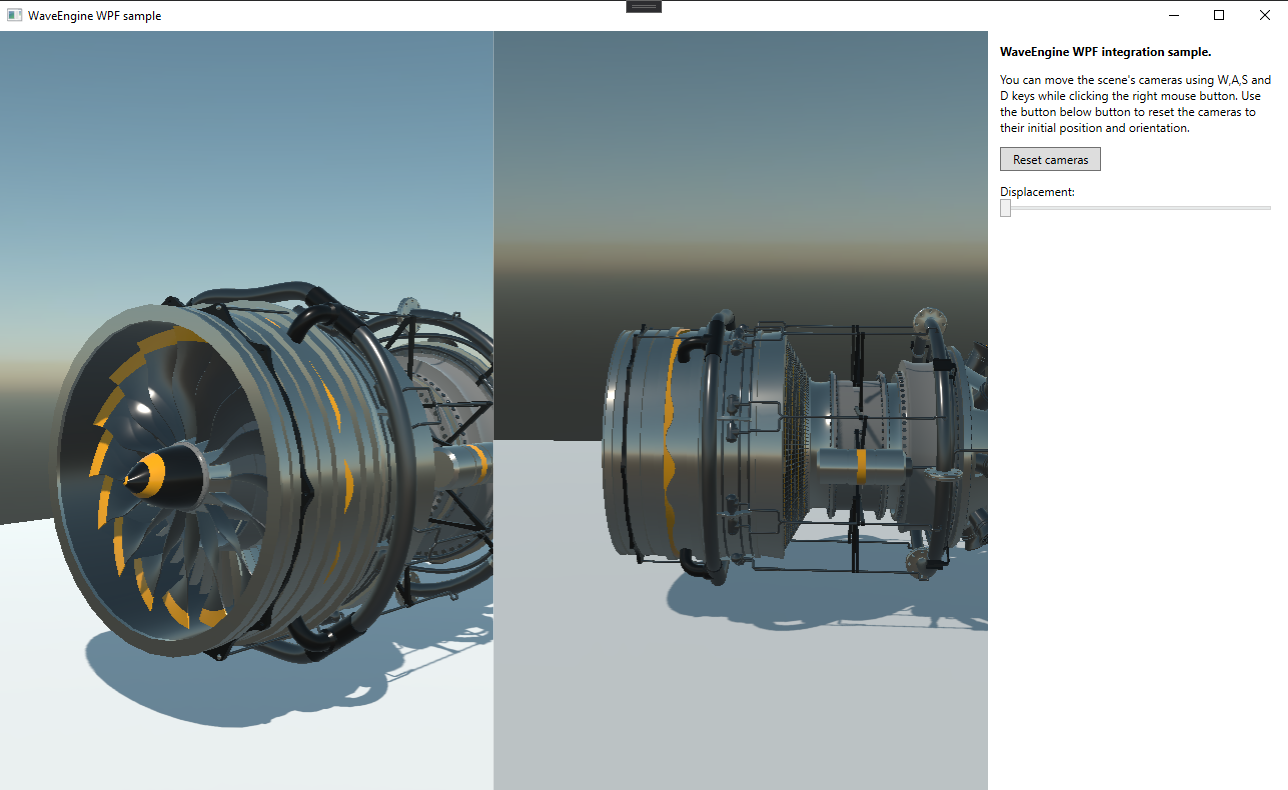 WaveEngine WPF sample
WaveEngine WPF integration sample.
You can move the scene's cameras using W,A,S and
D keys while clicking the right mouse button. Use
the button below button to reset the cameras to
their initial position and orientation.
Reset cameras
Displacement: